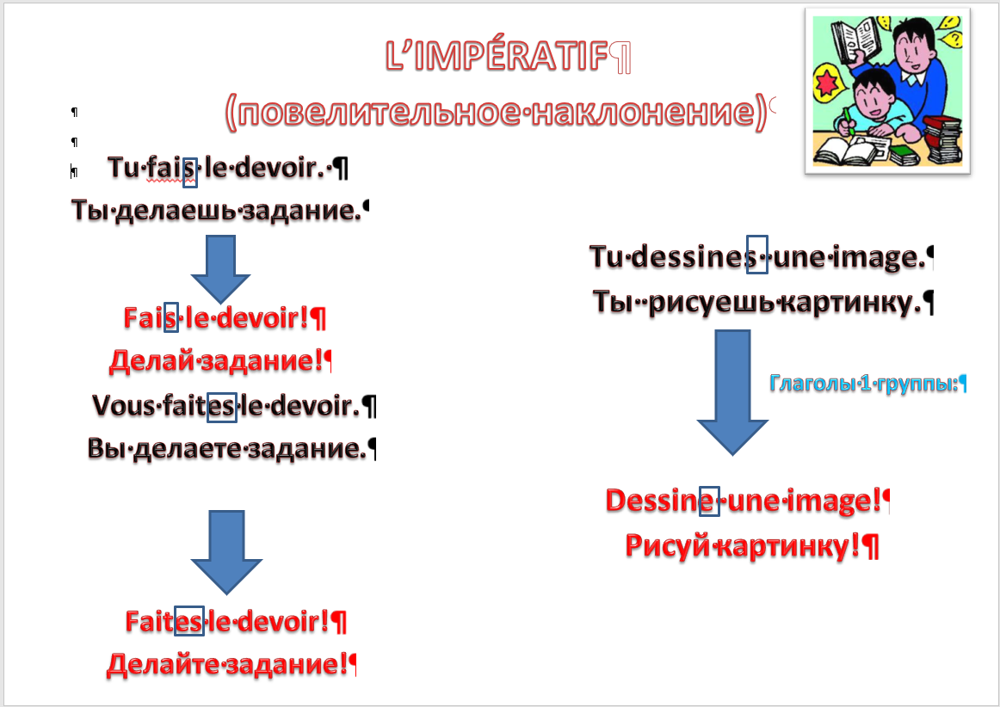 L’IMPÉRATIF
(повелительное наклонение)
Tu fais le devoir.
Ты делаешь задание.
Fais le devoir!
Делай задание!
Vous faites le devoir.
Вы делаете задание.
Faites le devoir!
Делайте задание!
Tu dessines une image.
Ты рисуешь картинку.
Глаголы 1 группы:
Dessine une image!
Рисуй картинку!